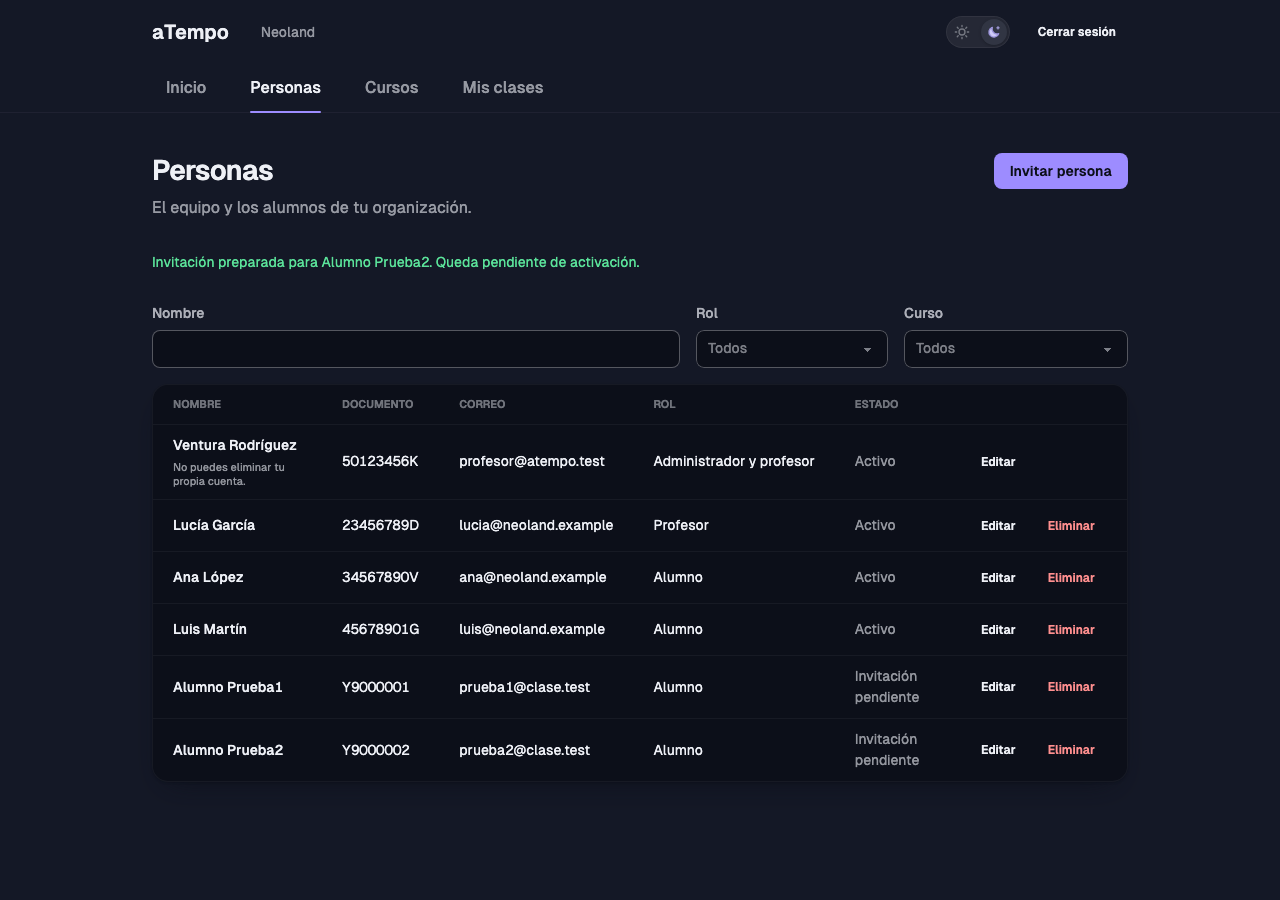 aTempo Neoland Cerrar sesión
Inicio Personas Cursos Mis clases
Personas Invitar persona
El equipo y los alumnos de tu organización.
Invitación preparada para Alumno Prueba2. Queda pendiente de activación.
Nombre Rol Curso
Todos Todos
NOMBRE DOCUMENTO CORREO ROL ESTADO
Ventura Rodríguez
No puedes eliminar tu
propia cuenta.
50123456K profesor@atempo.test Administrador y profesor Activo Editar
Lucía García 23456789D lucia@neoland.example Profesor Activo Editar Eliminar
Ana López 34567890V ana@neoland.example Alumno Activo Editar Eliminar
Luis Martín 45678901G luis@neoland.example Alumno Activo Editar Eliminar
Alumno Prueba1 Y9000001 prueba1@clase.test Alumno Invitación
pendiente Editar Eliminar
Alumno Prueba2 Y9000002 prueba2@clase.test Alumno Invitación
pendiente Editar Eliminar